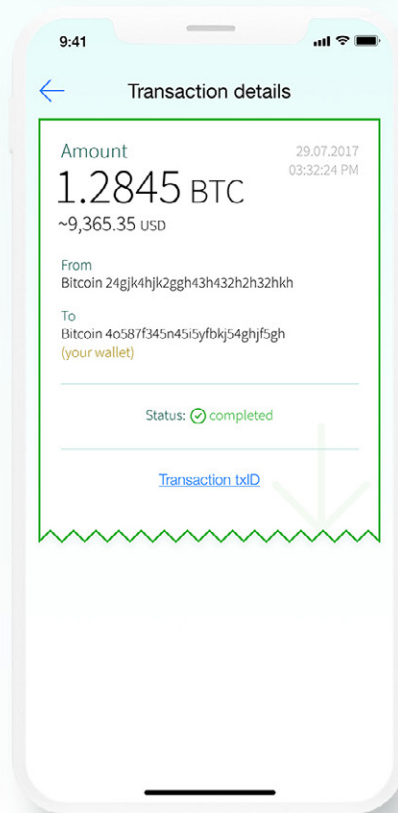 9:41
Transaction details
Amount
29.07.2017
1.2845 BTC
03:32:24 PM
~9,365.35 USD
From
Bitcoin 24gjk4hjk2ggh43h432h2h32hkh
To
Bitcoin 4o587f345n45i5yfbkj54ghjf5gh
(your wallet)
Status: completed
Transaction txID